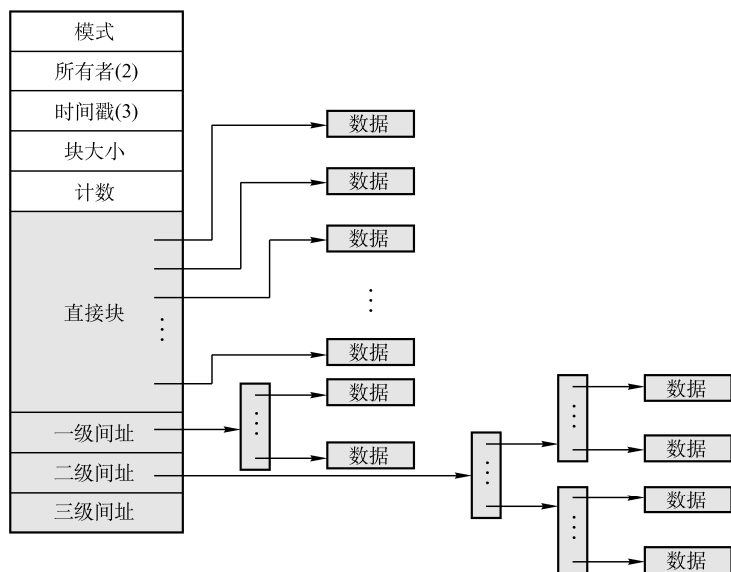 模式
所有者(2)
时间戳(3)
块大小
计数
直接块
一级间址
二级间址
三级间址
数据
数据
数据
数据
数据
数据
数据
数据
数据
数据